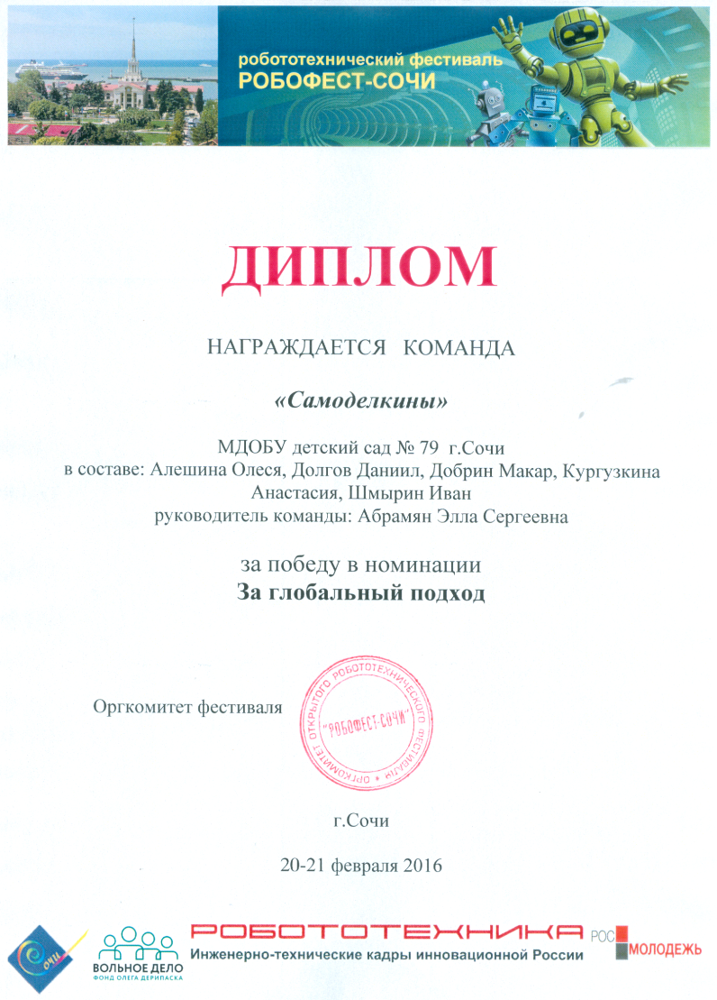 робототехнический фестиваль
РОБОФЕСТ-СОЧИ
ДИПЛОМ
НАГРАЖДАЕТСЯ КОМАНДА
«Самоделкины»
МДОБУ детский сад № 79 г.Сочи
в составе: Алешина Олеся, Долгов Даниил, Добрин Макар, Кургузкина
Анастасия, Шмырин Иван
руководитель команды: Абрамян Элла Сергеевна
за победу в номинации
За глобальный подход
Оргкомитет фестиваля
ОРГКОМИТЕТ ОТКРЫТОГО РОБОТОТЕХНИЧЕСКОГО ФЕСТИВАЛЯ *
"РОБОФЕСТ-СОЧИ"
г.Сочи
20-21 февраля 2016
Сочи
ВОЛЬНОЕ ДЕЛО
ФОНД ОЛЕГА ДЕРИПАСКА
РОБОТОТЕХНИКА
Инженерно-технические кадры инновационной России
РОС
МОЛОДЕЖЬ